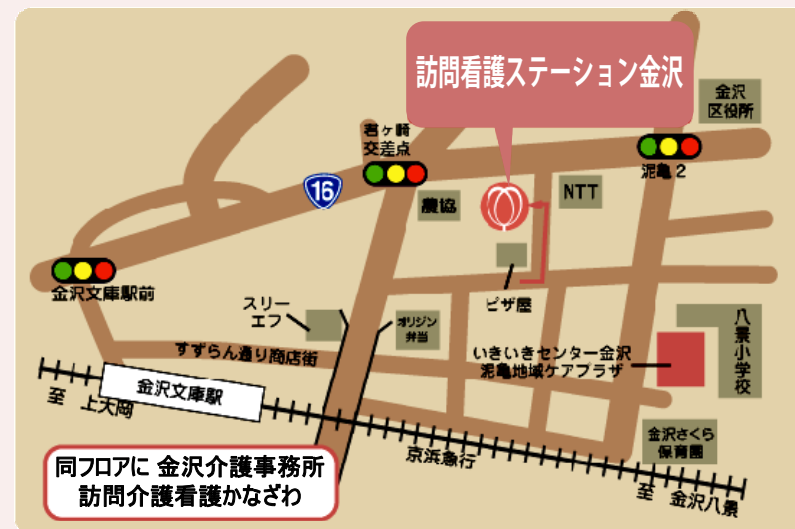 訪問看護ステーション金沢
金沢
区役所
君ヶ崎
交差点
泥亀2
16
農協
NTT
金沢文庫駅前
ピザ屋
スリー
エフ
オリジン
弁当
八景小学校
すずらん通り商店街
いきいきセンター金沢
泥亀地域ケアプラザ
金沢文庫駅
至 上大岡
金沢さくら
保育園
京浜急行
同フロアに 金沢介護事務所
訪問介護看護かなざわ
至 金沢八景